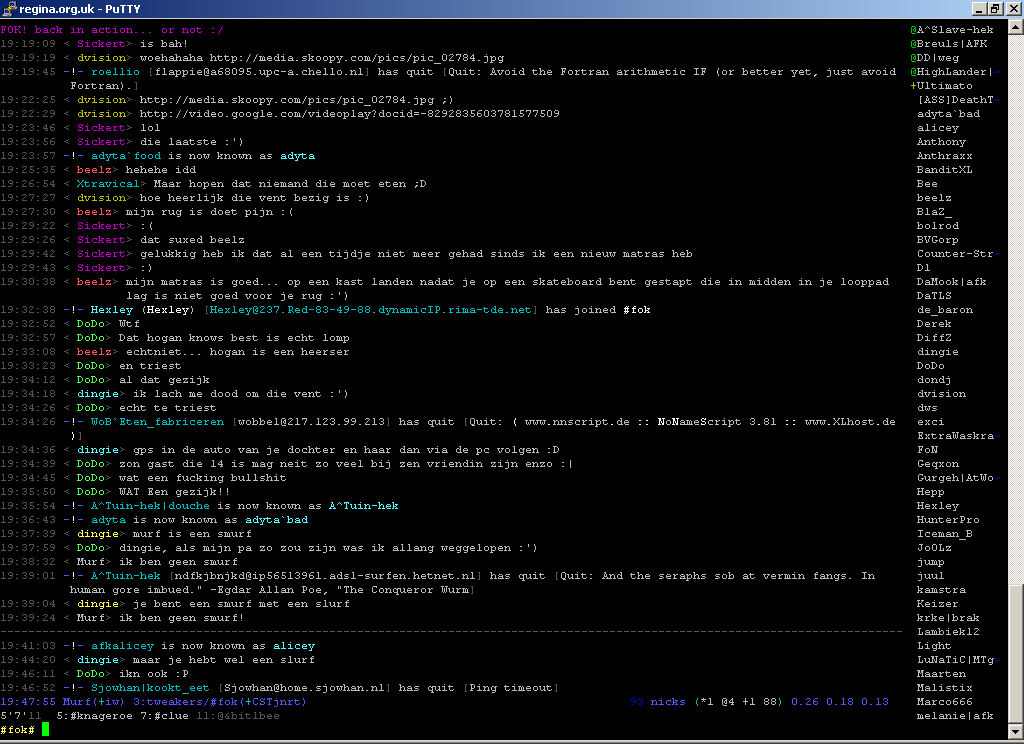 regina.org.uk - PuTTY
FOK! back in action... or not :/
19:19:09 < Sickert> is bah!
19:19:19 < dvision> woehahaha http://media.skoopy.com/pics/pic_02784.jpg
19:19:45 -!- roellio [flappie@a68095.upc-a.chello.nl] has quit [Quit: Avoid the Fortran arithmetic IF (or better yet, just avoid
Fortran).]
19:22:25 < dvision> http://media.skoopy.com/pics/pic_02784.jpg ;)
19:22:29 < dvision> http://video.google.com/videoplay?docid=-8292835603781577509
19:23:46 < Sickert> lol
19:23:56 < Sickert> die laatste :')
19:23:57 -!- adyta`food is now known as adyta
19:25:35 < beelz> hehehe idd
19:26:54 < Xtravical> Maar hopen dat niemand die moet eten ;D
19:27:27 < dvision> hoe heerlijk die vent bezig is :)
19:27:30 < beelz> mijn rug is doet pijn :(
19:29:22 < Sickert> :(
19:29:26 < Sickert> dat suxed beelz
19:29:42 < Sickert> gelukkig heb ik dat al een tijdje niet meer gehad sinds ik een nieuw matras heb
19:29:43 < Sickert> :)
19:30:38 < beelz> mijn matras is goed... op een kast landen nadat je op een skateboard bent gestapt die in midden in je looppad
lag is niet goed voor je rug :')
19:32:38 -!- Hexley (Hexley) [Hexley@237.Red-83-49-88.dynamicIP.rima-tde.net] has joined #fok
19:32:52 < DoDo> Wtf
19:32:57 < DoDo> Dat hogan knows best is echt lomp
19:33:08 < beelz> echtniet... hogan is een heerser
19:33:23 < DoDo> en triest
19:34:12 < DoDo> al dat gezijk
19:34:18 < dingie> ik lach me dood om die vent :')
19:34:26 < DoDo> echt te triest
19:34:26 -!- WoB`Eten_fabriceren [wobbel@217.123.99.213] has quit [Quit: ( www.nnscript.de :: NoNameScript 3.81 :: www.XLhost.de
)]
19:34:36 < dingie> gps in de auto van je dochter en haar dan via de pc volgen :D
19:34:39 < DoDo> zon gast die 14 is mag neit zo veel bij zen vriendin zijn enzo :|
19:34:45 < DoDo> wat een fucking bullshit
19:35:50 < DoDo> WAT Een gezijk!!
19:35:54 -!- A^Tuin-hek|douche is now known as A^Tuin-hek
19:36:43 -!- adyta is now known as adyta`bad
19:37:39 < dingie> murf is een smurf
19:37:59 < DoDo> dingie, als mijn pa zo zou zijn was ik allang weggelopen :')
19:38:32 < Murf> ik ben geen smurf
19:39:01 -!- A^Tuin-hek [ndfkjbnjkd@ip56513961.adsl-surfen.hetnet.nl] has quit [Quit: And the seraphs sob at vermin fangs. In
human gore imbued." -Egdar Allan Poe, "The Conqueror Wurm]
19:39:04 < dingie> je bent een smurf met een slurf
19:39:24 < Murf> ik ben geen smurf!
19:41:03 -!- afkalicey is now known as alicey
19:44:20 < dingie> maar je hebt wel een slurf
19:46:11 < DoDo> ikn ook :P
19:46:52 -!- Sjowhan|kookt_eet [Sjowhan@home.sjowhan.nl] has quit [Ping timeout]
19:47:55 Murf(+iw) 3:tweakers/#fok(+CSTjnrt) 93 nicks (*1 @4 +1 88) 0.26 0.18 0.13
5'7'11 5:#knageroe 7:#clue 11:@&bitlbee
#fok#
@A^Slave-hek
@Breuls|AFK
@DD|weg
@HighLander|~
+Ultimato
[ASS]DeathT~
adyta`bad
alicey
Anthony
Anthraxx
BanditXL
Bee
beelz
BlaZ_
bolrod
BVGorp
Counter-Str~
D1
DaMook|afk
DaTLS
de_baron
Derek
DiffZ
dingie
DoDo
dondj
dvision
dws
exci
ExtraWaskra~
FoN
Geqxon
Gurgeh|AtWo~
Hepp
Hexley
HunterPro
Iceman_B
JoOLz
jump
juul
kamstra
Keizer
krke|brak
Lambiek12
Light
LuNaTiC|MTg~
Maarten
Malistix
Marco666
melanie|afk